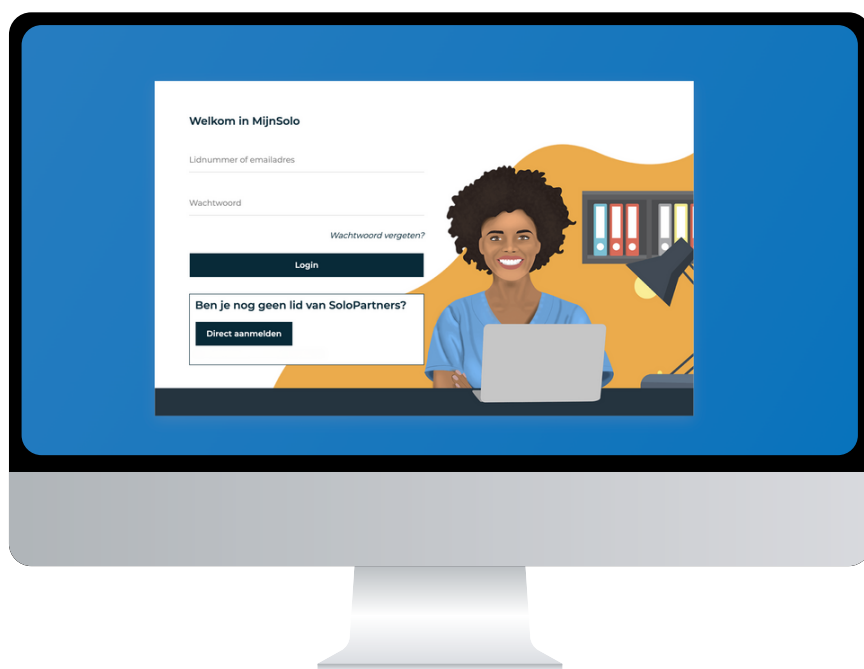 Welkom in MijnSolo
Lidnummer of emailadres
Wachtwoord
Wachtwoord vergeten?
Login
Ben je nog geen lid van SoloPartners?
Direct aanmelden